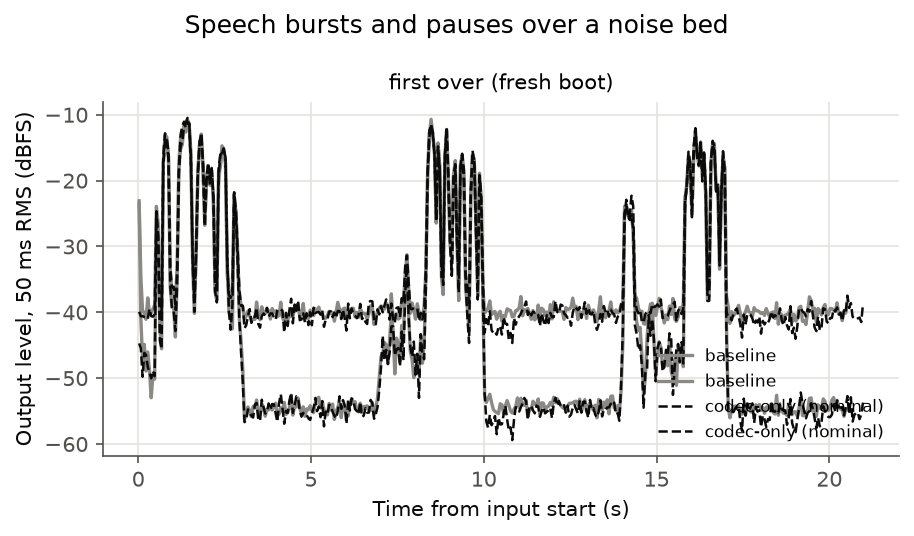 Speech bursts and pauses over a noise bed
first over (fresh boot)
Output level, 50 ms RMS (dBFS)
−10
−20
−30
−40
−50
−60
baseline
baseline
codec-only (nominal)
codec-only (nominal)
0
5
10
15
20
Time from input start (s)